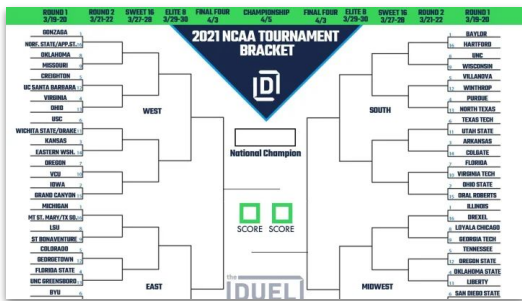 ROUND 1 ROUND 2 SWEET 16 ELITE 8 FINAL FOUR CHAMPIONSHIP FINAL FOUR ELITE 8 SWEET 16 ROUND 2 ROUND 1
3/19-20 3/21-22 3/27-28 3/29-30 4/3 4/5 4/3 3/29-30 3/27-28 3/21-22 3/19-20
2021 NCAA TOURNAMENT
BRACKET
GONZAGA
NORF. STATE/APP.ST.
OKLAHOMA
MISSOURI
CREIGHTON
UC SANTA BARBARA
VIRGINIA
OHIO
USC
WICHITA STATE/DRAKE
KANSAS
EASTERN WSH.
OREGON
VCU
IOWA
GRAND CANYON
WEST
MICHIGAN
MT ST. MARY/TX SO.
LSU
ST BONAVENTURE
COLORADO
GEORGETOWN
FLORIDA STATE
UNC GREENSBORO
BYU
EAST
National Champion
SCORE SCORE
the
DUEL
BAYLOR
HARTFORD
UNC
WISCONSIN
VILLANOVA
WINTHROP
PURDUE
NORTH TEXAS
TEXAS TECH
UTAH STATE
ARKANSAS
COLGATE
FLORIDA
VIRGINIA TECH
OHIO STATE
ORAL ROBERTS
SOUTH
ILLINOIS
DREXEL
LOYALA CHICAGO
GEORGIA TECH
TENNESSEE
OREGON STATE
OKLAHOMA STATE
LIBERTY
SAN DIEGO STATE
MIDWEST